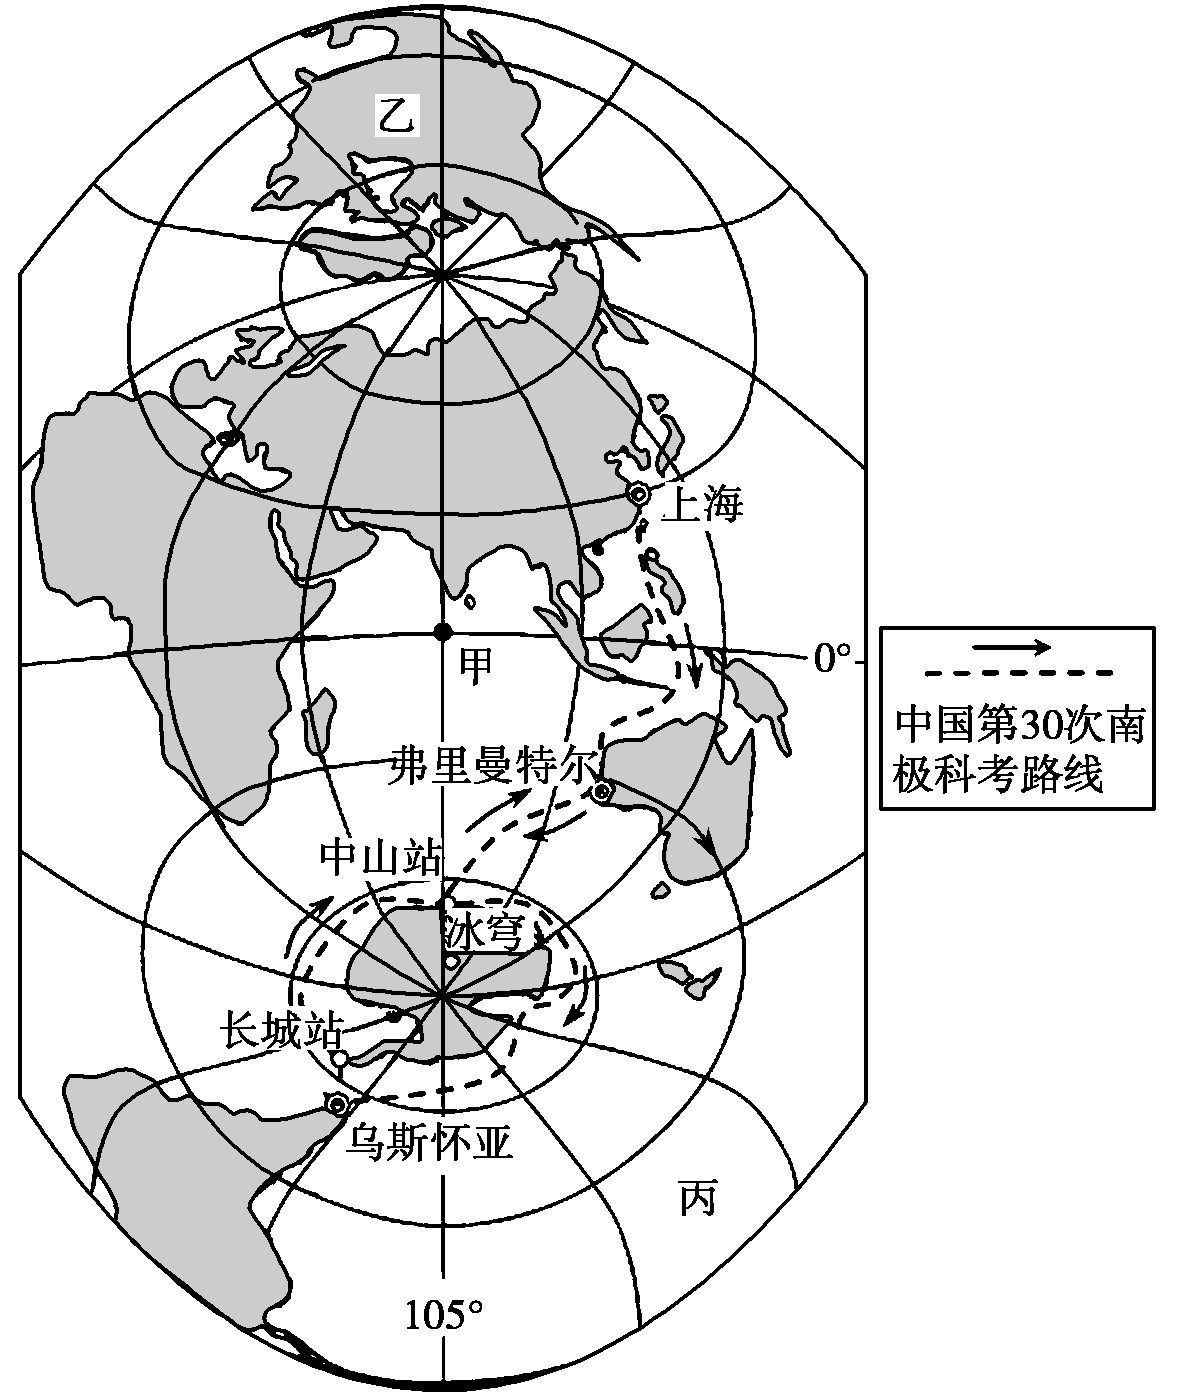 乙
上海
甲
0°
弗里曼特尔
中山站
冰穹
长城站
乌斯怀亚
丙
105°
中国第30次南
极科考路线